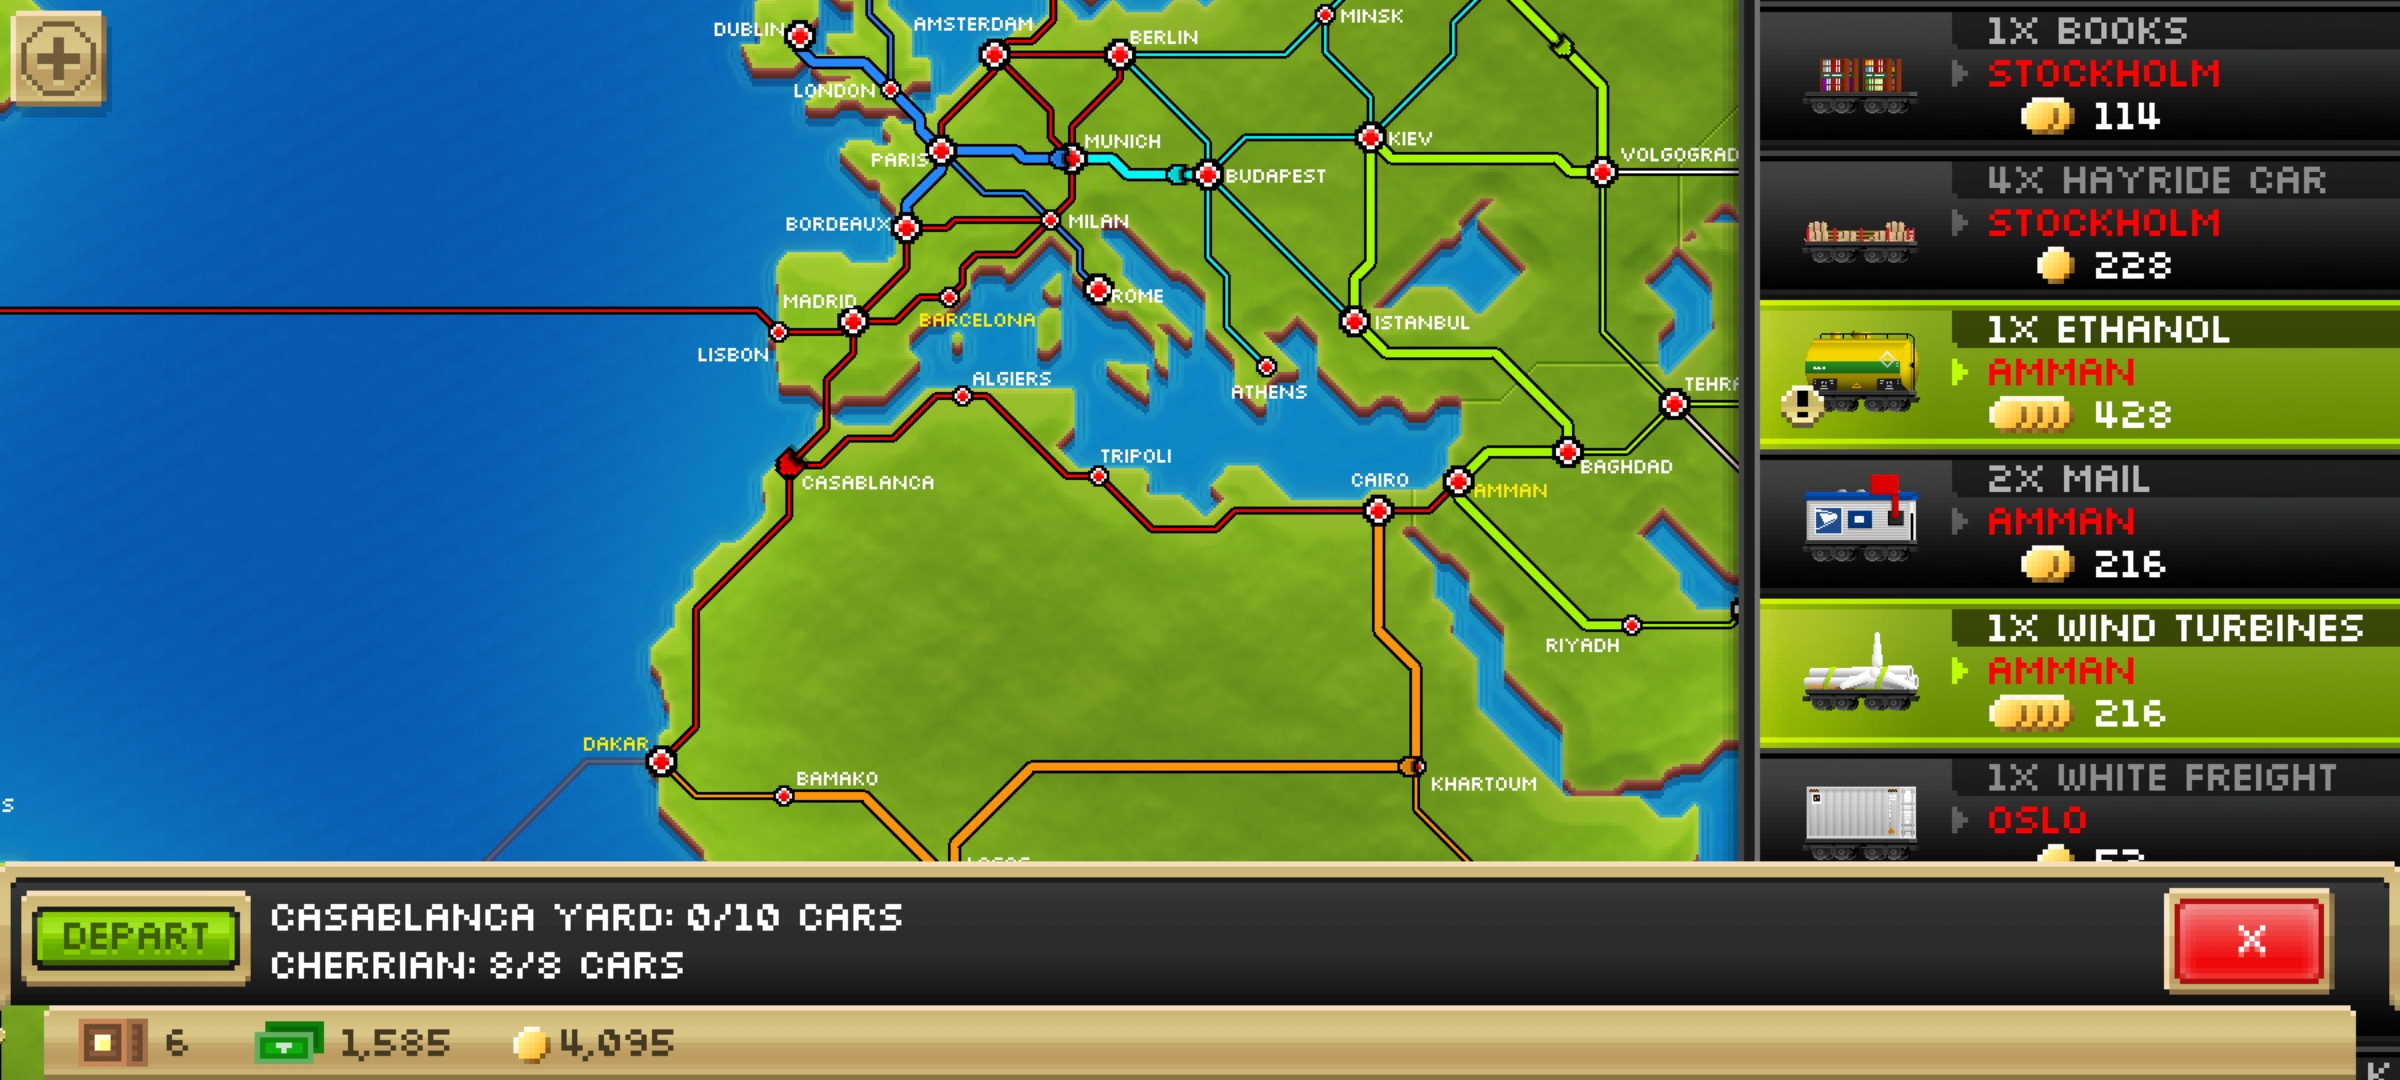 DUBLIN
AMSTERDAM
BERLIN
MINSK
LONDON
PARIS
MUNICH
KIEV
VOLGOGRAD
BUDAPEST
BORDEAUX
MILAN
MADRID
ROME
BARCELONA
ISTANBUL
LISBON
ALGIERS
ATHENS
TEHRA
TRIPOLI
CASABLANCA
CAIRO
AMMAN
BAGHDAD
RIYADH
DAKAR
BAMAKO
KHARTOUM
S
1X BOOKS
STOCKHOLM
114
4X HAYRIDE CAR
STOCKHOLM
228
1X ETHANOL
AMMAN
428
2X MAIL
AMMAN
216
1X WIND TURBINES
AMMAN
216
1X WHITE FREIGHT
OSLO
DEPART
CASABLANCA YARD: 0/10 CARS
CHERRIAN: 8/8 CARS
X
6
1,585
4,095